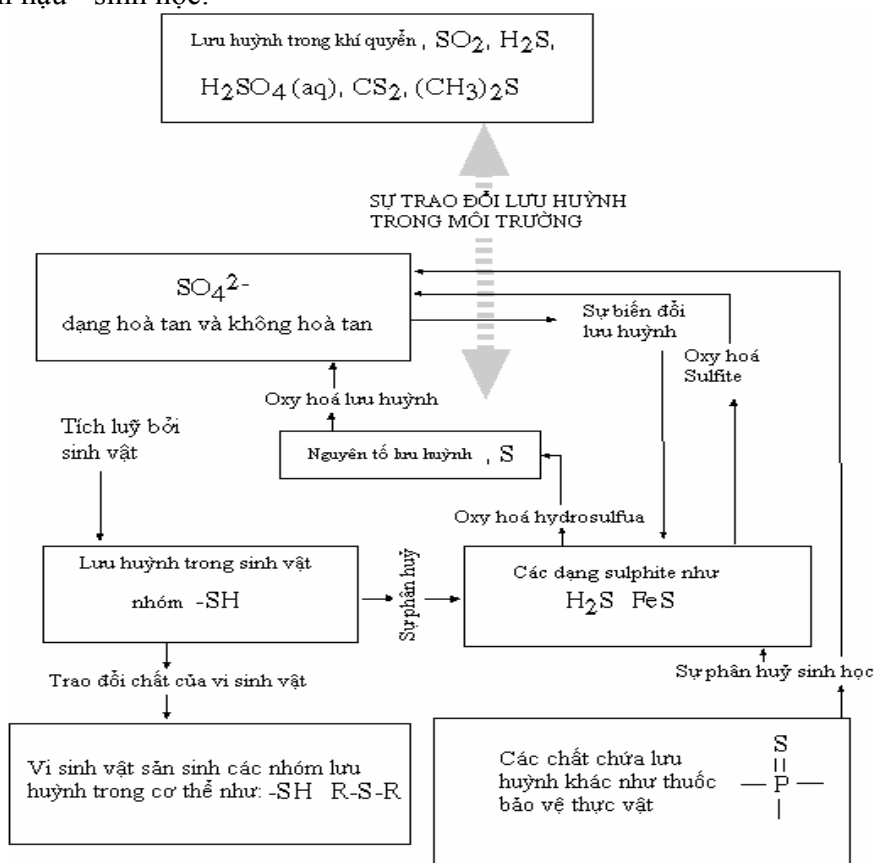 hậu - sinh học.
Lưu huỳnh trong khí quyển , SO2, H2S,
H2SO4 (aq), CS2, (CH3)2S
SỰ TRAO ĐỔI LƯU HUỲNH
TRONG MÔI TRƯỜNG
SO4 2-
dạng hoà tan và không hoà tan
Sự biến đổi
lưu huỳnh
Oxy hoá
Sulfite
Oxy hoá lưu huỳnh
Tích luỹ bởi
sinh vật
Nguyên tố lưu huỳnh , S
Oxy hoá hydrosulfua
Lưu huỳnh trong sinh vật
nhóm -SH
Sự phân huỷ
Các dạng sulphite như
H2S FeS
Trao đổi chất của vi sinh vật
Sự phân huỷ sinh học
Vi sinh vật sản sinh các nhóm lưu
huỳnh trong cơ thể như: -SH R-S-R
Các chất chứa lưu
huỳnh khác như thuốc
bảo vệ thực vật
S
P